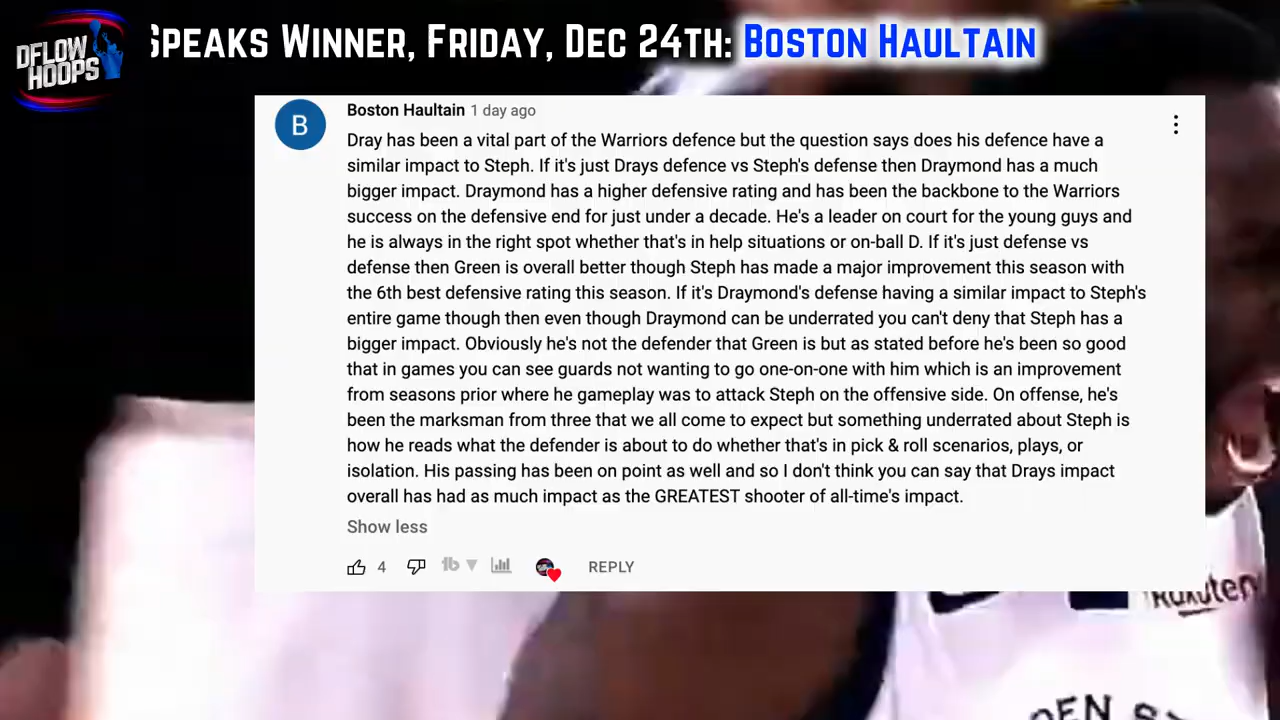 DFLOW
HOOPS
SPEAKS WINNER, FRIDAY, DEC 24TH: BOSTON HAULTAIN
B
Boston Haultain 1 day ago
Dray has been a vital part of the Warriors defence but the question says does his defence have a
similar impact to Steph. If it's just Drays defence vs Steph's defense then Draymond has a much
bigger impact. Draymond has a higher defensive rating and has been the backbone to the Warriors
success on the defensive end for just under a decade. He's a leader on court for the young guys and
he is always in the right spot whether that's in help situations or on-ball D. If it's just defense vs
defense then Green is overall better though Steph has made a major improvement this season with
the 6th best defensive rating this season. If it's Draymond's defense having a similar impact to Steph's
entire game though then even though Draymond can be underrated you can't deny that Steph has a
bigger impact. Obviously he's not the defender that Green is but as stated before he's been so good
that in games you can see guards not wanting to go one-on-one with him which is an improvement
from seasons prior where he gameplay was to attack Steph on the offensive side. On offense, he's
been the marksman from three that we all come to expect but something underrated about Steph is
how he reads what the defender is about to do whether that's in pick & roll scenarios, plays, or
isolation. His passing has been on point as well and so I don't think you can say that Drays impact
overall has had as much impact as the GREATEST shooter of all-time's impact.
Show less
4
REPLY
Rakuten